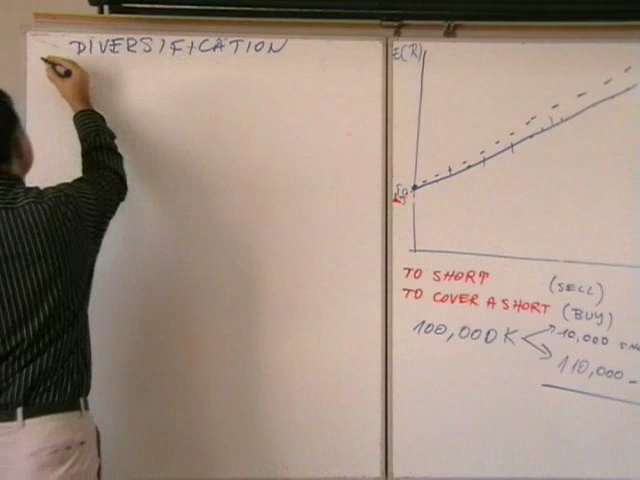 DIVERSIFICATION
E(R)
TO SHORT (SELL)
TO COVER A SHORT (BUY)
100,000K
10,000
110,000